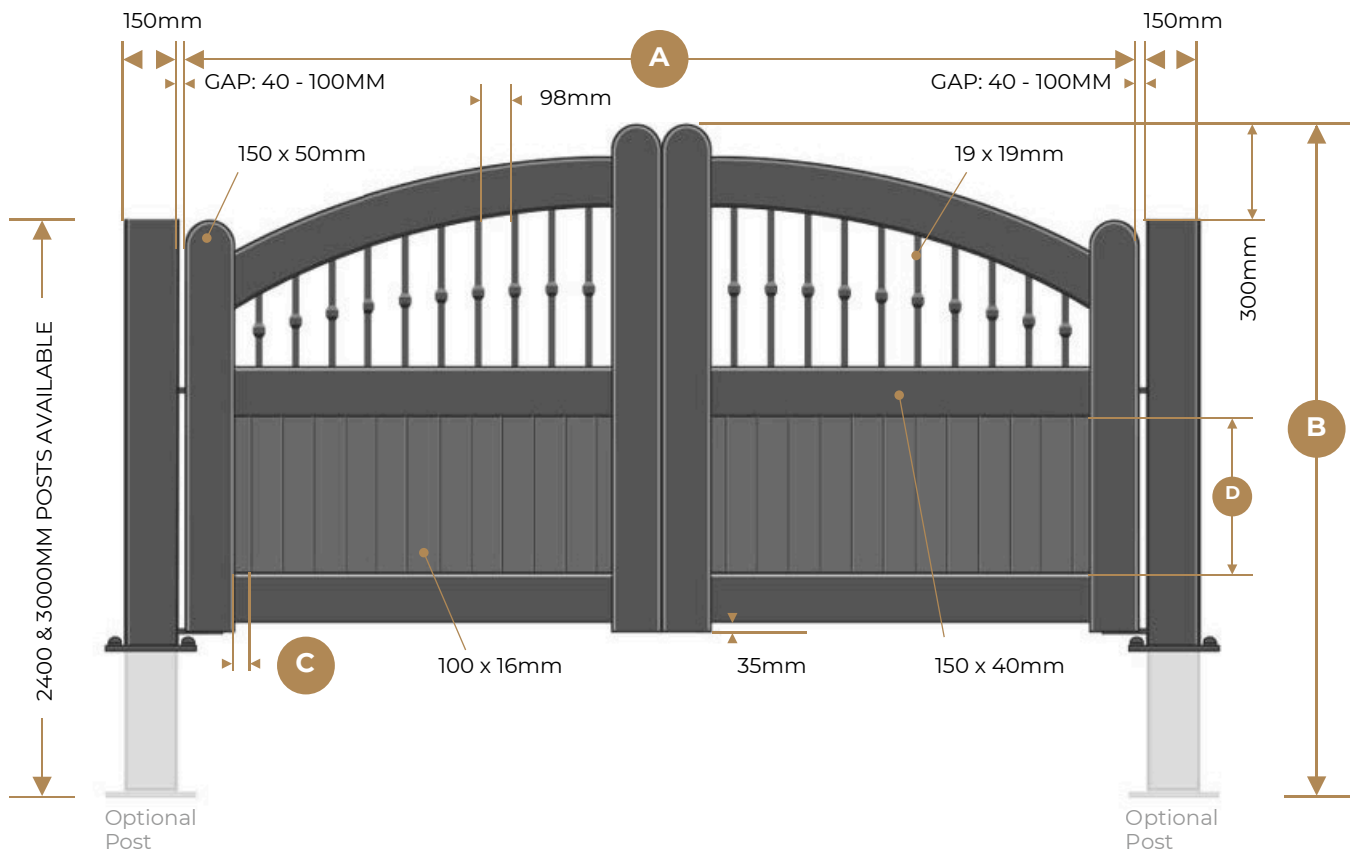 150mm
150mm
A
GAP: 40 - 100MM
GAP: 40 - 100MM
98mm
150 x 50mm
19 x 19mm
300mm
2400 & 3000MM POSTS AVAILABLE
B
D
C
100 x 16mm
35mm
150 x 40mm
Optional
Post
Optional
Post